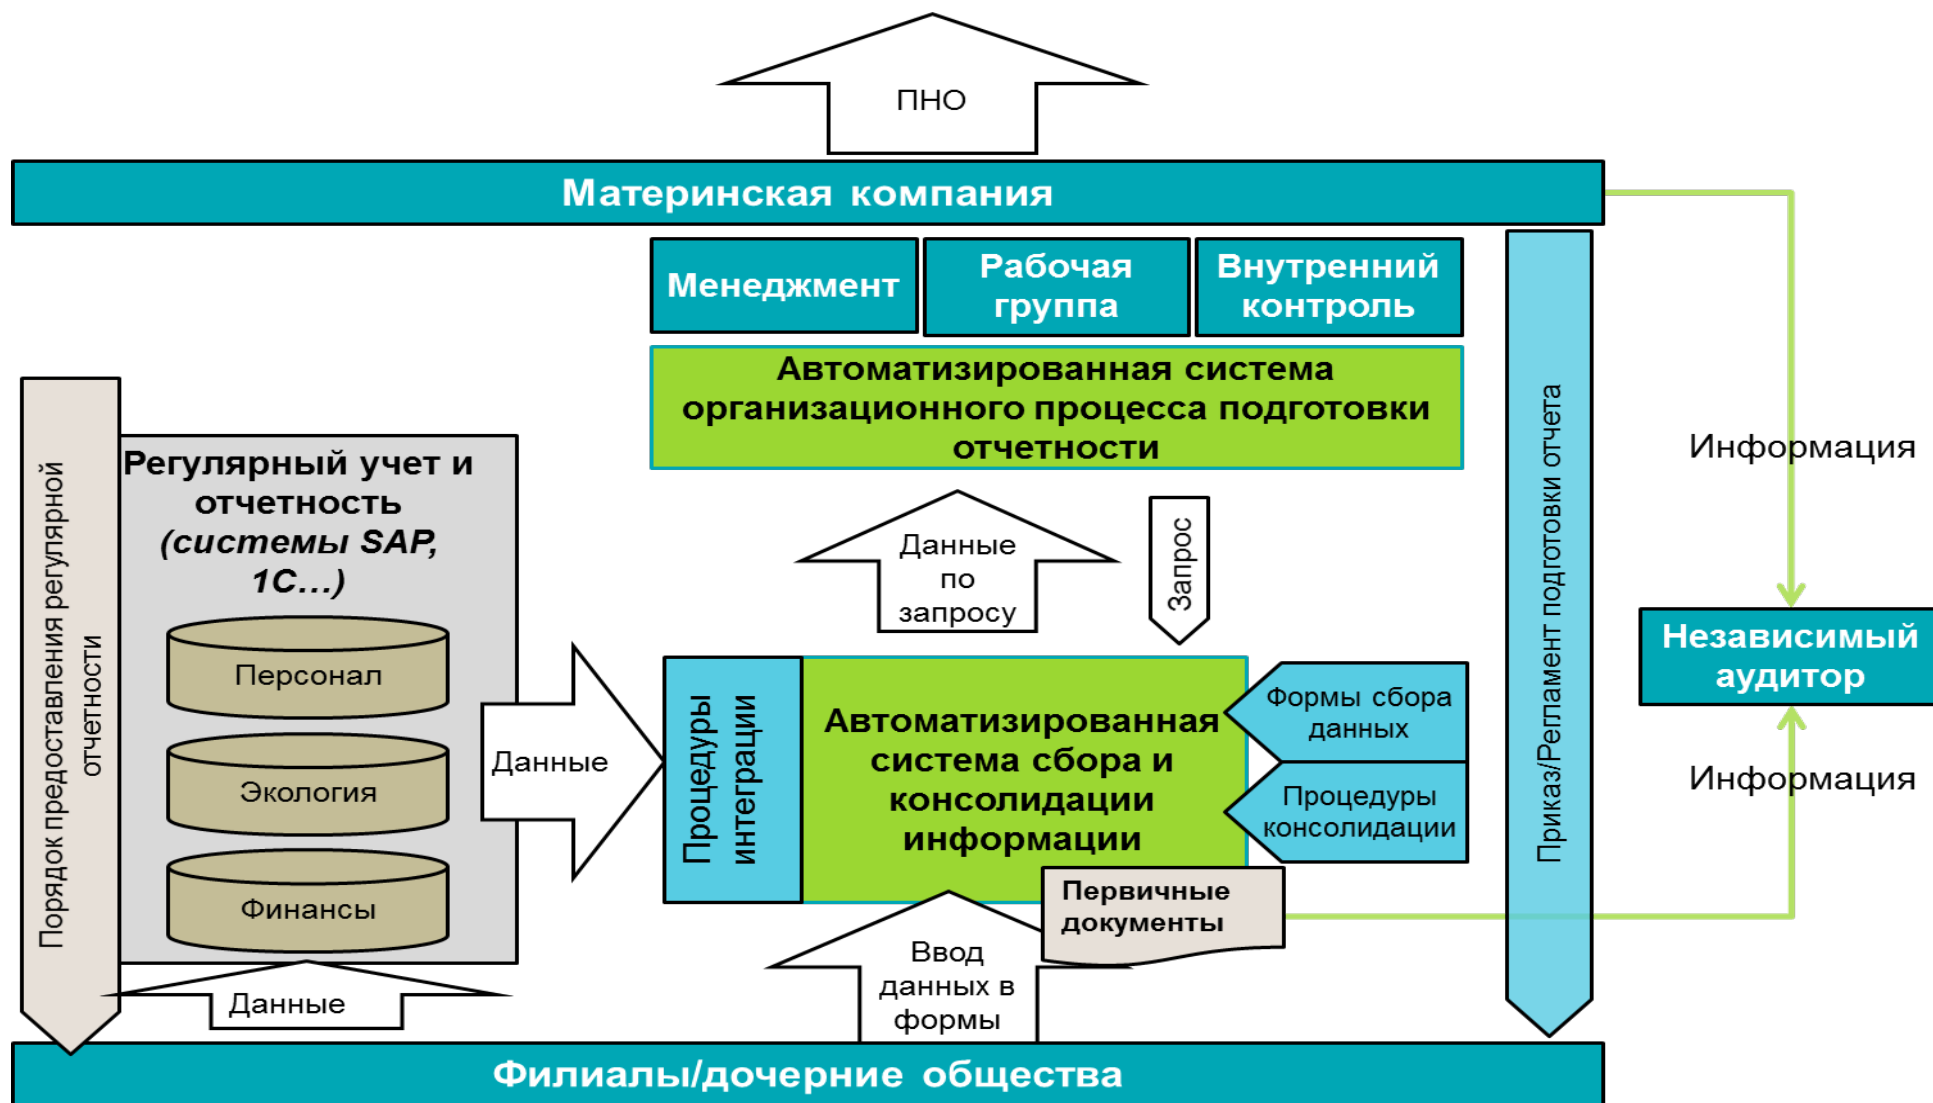 ПНО
Материнская компания
Менеджмент
Рабочая
группа
Внутренний
контроль
Автоматизированная система
организационного процесса подготовки
отчетности
Порядок предоставления регулярной
отчетности
Регулярный учет и
отчетность
(системы SAP,
1С...)
Персонал
Экология
Финансы
Данные
Данные
Данные
по
запросу
Запрос
Процедуры
интеграции
Автоматизированная
система сбора и
консолидации
информации
Формы сбора
данных
Процедуры
консолидации
Первичные
документы
Ввод
данных в
формы
Приказ/Регламент подготовки отчета
Информация
Независимый
аудитор
Информация
Филиалы/дочерние общества